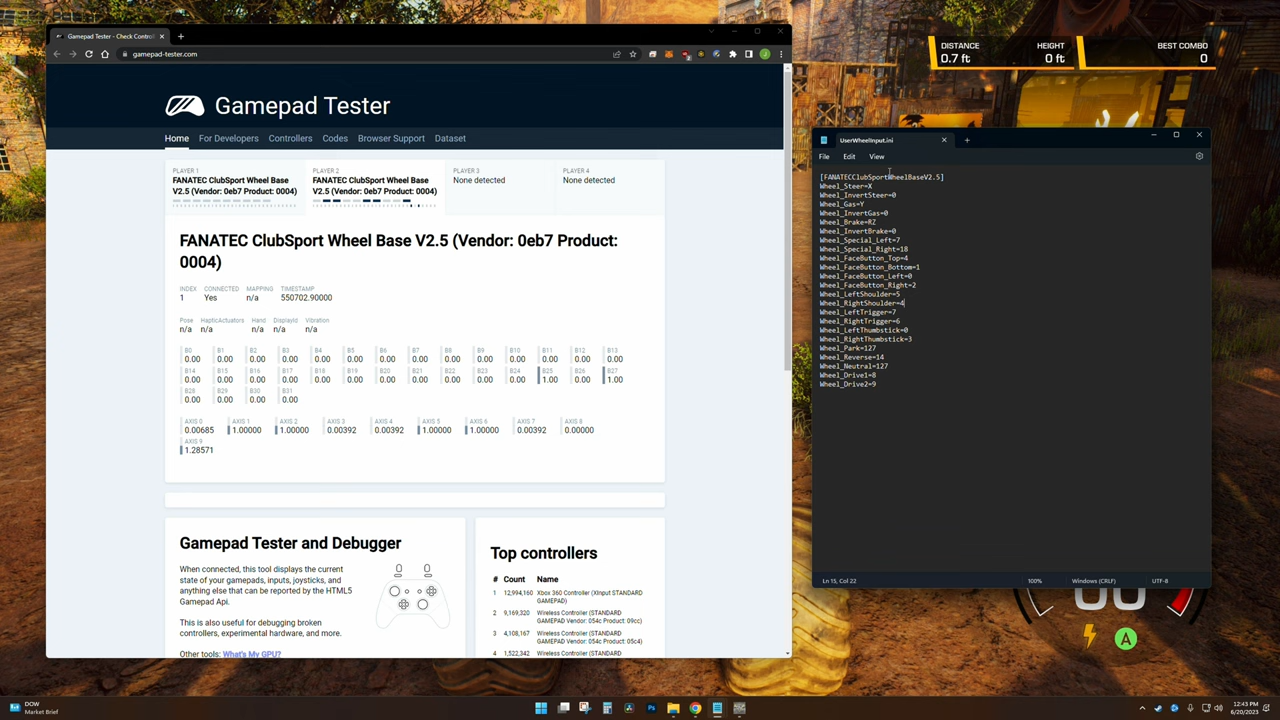 DISTANCE HEIGHT BEST COMBO
0.7 ft 0 ft 0
Gamepad Tester - Check Control
gamepad-tester.com
Gamepad Tester
Home For Developers Controllers Codes Browser Support Dataset
PLAYER 1 PLAYER 2 PLAYER 3 PLAYER 4
FANATEC ClubSport Wheel Base FANATEC ClubSport Wheel Base None detected None detected
V2.5 (Vendor: 0eb7 Product: 0004) V2.5 (Vendor: 0eb7 Product: 0004)
FANATEC ClubSport Wheel Base V2.5 (Vendor: 0eb7 Product:
0004)
INDEX CONNECTED MAPPING TIMESTAMP
1 Yes n/a 550702.90000
Pose HapticActuators Hand DisplayId Vibration
n/a n/a n/a n/a n/a
B0 B1 B2 B3 B4 B5 B6 B7 B8 B9 B10 B11 B12 B13
0.00 0.00 0.00 0.00 0.00 0.00 0.00 0.00 0.00 0.00 0.00 0.00 0.00 0.00
B14 B15 B16 B17 B18 B19 B20 B21 B22 B23 B24 B25 B26 B27
0.00 0.00 0.00 0.00 0.00 0.00 0.00 0.00 0.00 0.00 0.00 1.00 0.00 1.00
B28 B29 B30 B31
0.00 0.00 0.00 0.00
AXIS 0 AXIS 1 AXIS 2 AXIS 3 AXIS 4 AXIS 5 AXIS 6 AXIS 7 AXIS 8
0.00685 1.00000 1.00000 0.00392 0.00392 1.00000 1.00000 0.00392 0.00000
AXIS 9
1.28571
Gamepad Tester and Debugger
When connected, this tool displays the current
state of your gamepads, inputs, joysticks, and
anything else that can be reported by the HTML5
Gamepad Api.
This is also useful for debugging broken
controllers, experimental hardware, and more.
Other tools: What's My GPU?
Top controllers
# Count Name
1 12,994,160 Xbox 360 Controller (XInput STANDARD
GAMEPAD)
2 9,169,320 Wireless Controller (STANDARD
GAMEPAD Vendor: 054c Product: 09cc)
3 4,108,167 Wireless Controller (STANDARD
GAMEPAD Vendor: 054c Product: 05c4)
4 1,522,342 Wireless Controller (STANDARD
UserWheelInput.ini
File Edit View
[FANATECClubSportWheelBaseV2.5]
Wheel_Steer=X
Wheel_InvertSteer=0
Wheel_Gas=Y
Wheel_InvertGas=0
Wheel_Brake=RZ
Wheel_InvertBrake=0
Wheel_Special_Left=7
Wheel_Special_Right=18
Wheel_FaceButton_Top=4
Wheel_FaceButton_Bottom=1
Wheel_FaceButton_Left=0
Wheel_FaceButton_Right=2
Wheel_LeftShoulder=5
Wheel_RightShoulder=4
Wheel_LeftTrigger=7
Wheel_RightTrigger=6
Wheel_LeftThumbstick=0
Wheel_RightThumbstick=3
Wheel_Park=127
Wheel_Reverse=14
Wheel_Neutral=127
Wheel_Drive1=8
Wheel_Drive2=9
Ln 15, Col 22 100% Windows (CRLF) UTF-8
A
DOW
Market Brief
12:43 PM
6/20/2023